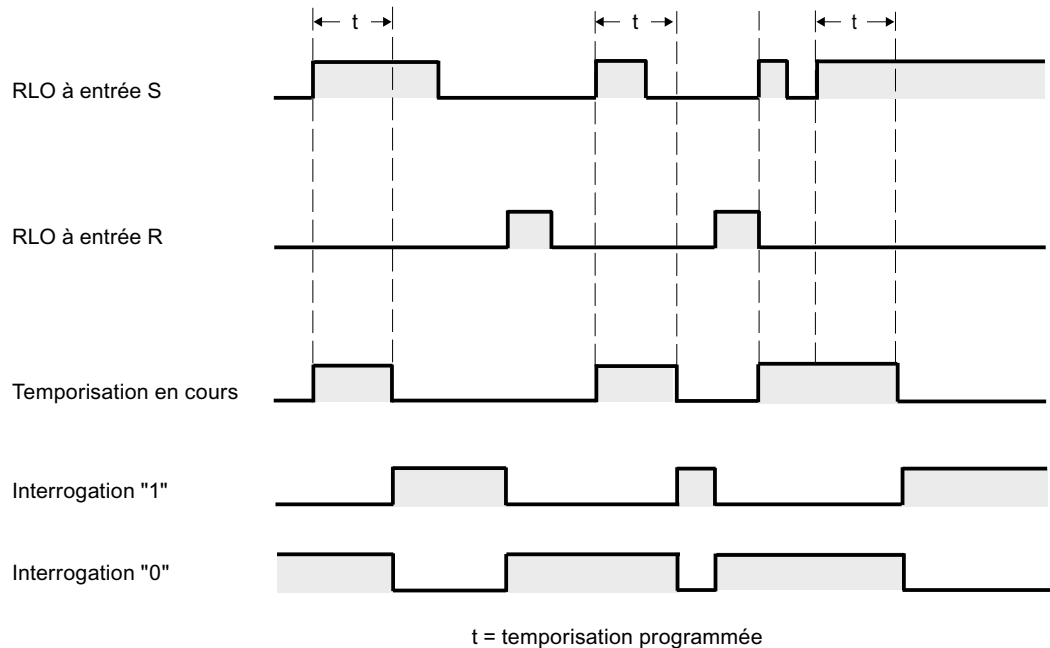 t t t
RLO à entrée S
RLO à entrée R
Temporisation en cours
Interrogation "1"
Interrogation "0"
t = temporisation programmée